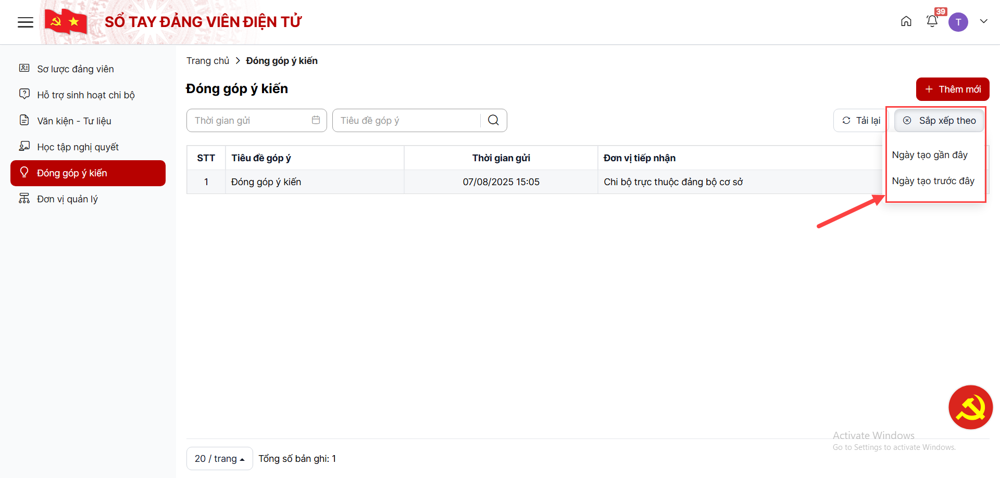 SỔ TAY ĐẢNG VIÊN ĐIỆN TỬ
39
T
Sơ lược đảng viên
Hỗ trợ sinh hoạt chi bộ
Văn kiện - Tư liệu
Học tập nghị quyết
Đóng góp ý kiến
Đơn vị quản lý
Trang chủ > Đóng góp ý kiến
Đóng góp ý kiến
+ Thêm mới
Thời gian gửi
Tiêu đề góp ý
Tải lại
Sắp xếp theo
Ngày tạo gần đây
Ngày tạo trước đây
STT Tiêu đề góp ý Thời gian gửi Đơn vị tiếp nhận
1 Đóng góp ý kiến 07/08/2025 15:05 Chi bộ trực thuộc đảng bộ cơ sở
Activate Windows
Go to Settings to activate Windows.
20 / trang Tổng số bản ghi: 1